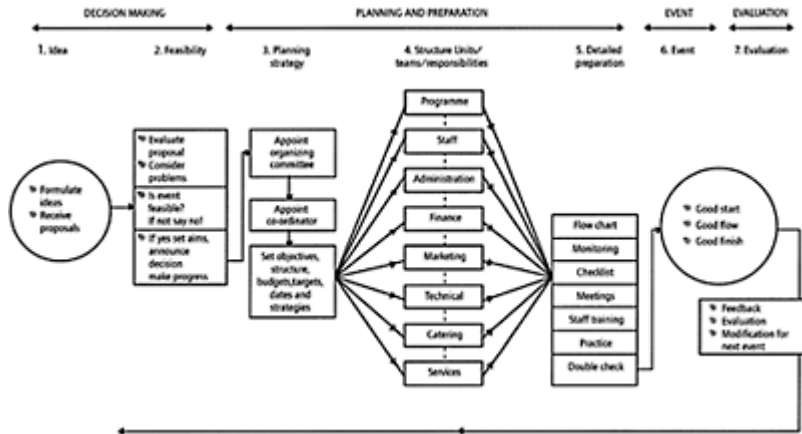 DECISION MAKING
PLANNING AND PREPARATION
EVENT
EVALUATION
1. Idea
2. Feasibility
3. Planning
strategy
4. Structure Units/
teams/responsibilities
5. Detailed
preparation
6. Event
7. Evaluation
Formulate
ideas
Receive
proposals
Evaluate
proposal
Consider
problems
Is event
feasible?
If not say no!
If yes set aims,
announce
decision
make progress
Appoint
organizing
committee
Appoint
co-ordinator
Set objectives,
structure,
budgets,targets,
dates and
strategies
Programme
Staff
Administration
Finance
Marketing
Technical
Catering
Services
Flow chart
Monitoring
Checklist
Meetings
Staff training
Practice
Double check
Good start
Good flow
Good finish
Feedback
Evaluation
Modification for
next event